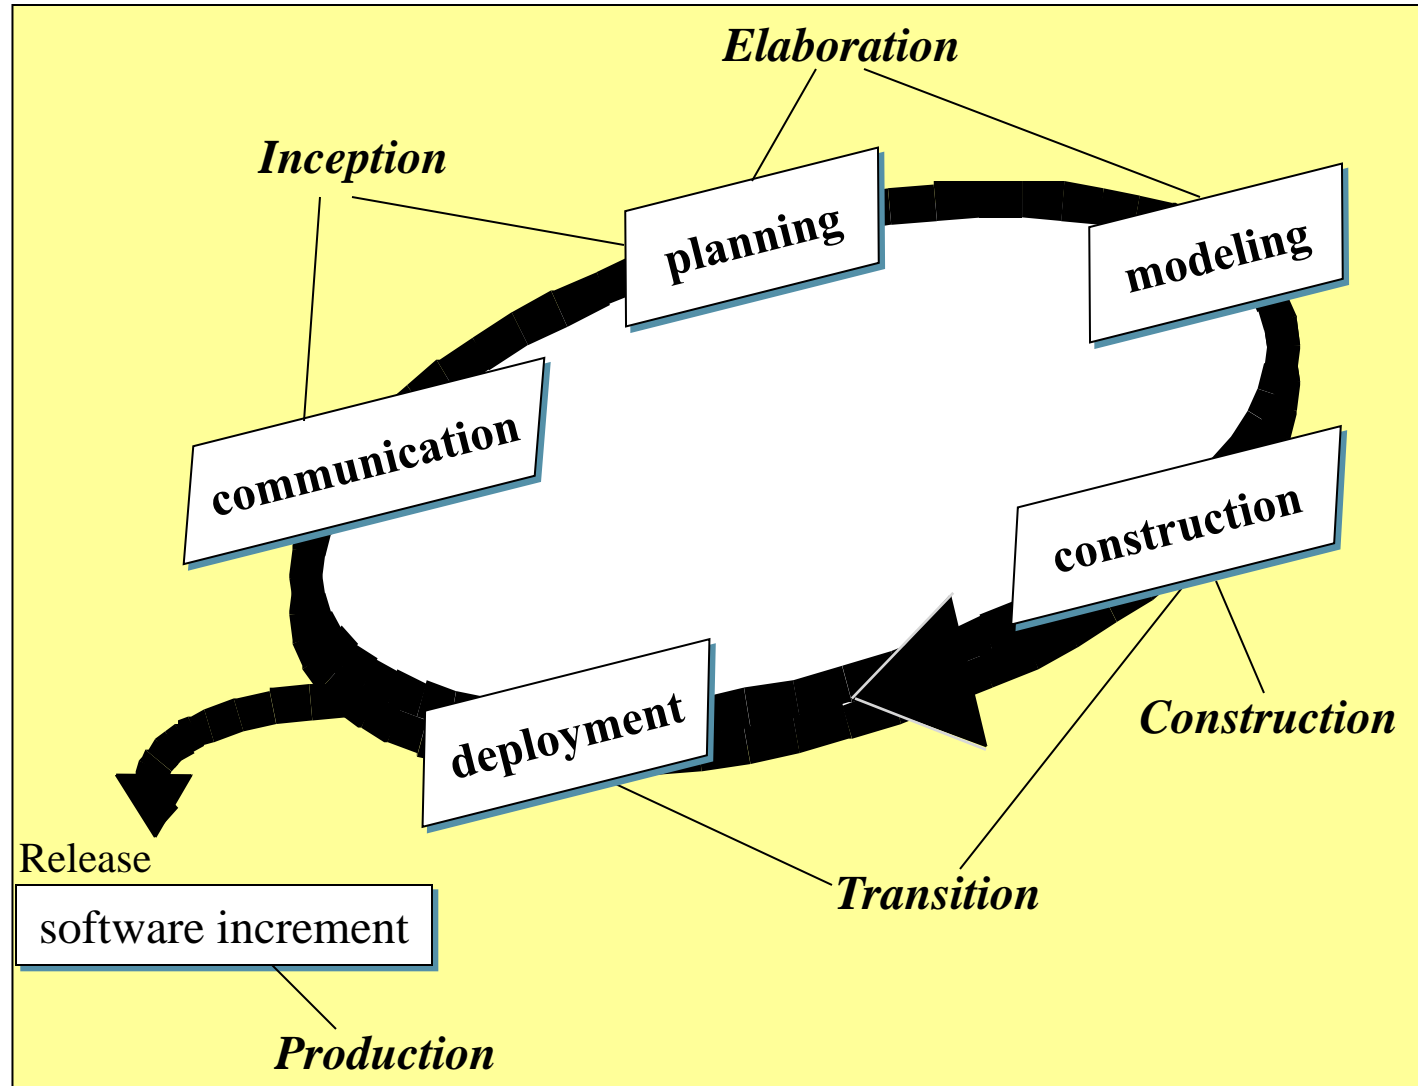 Elaboration
Inception
planning
modeling
communication
construction
deployment
Construction
Release
software increment
Transition
Production